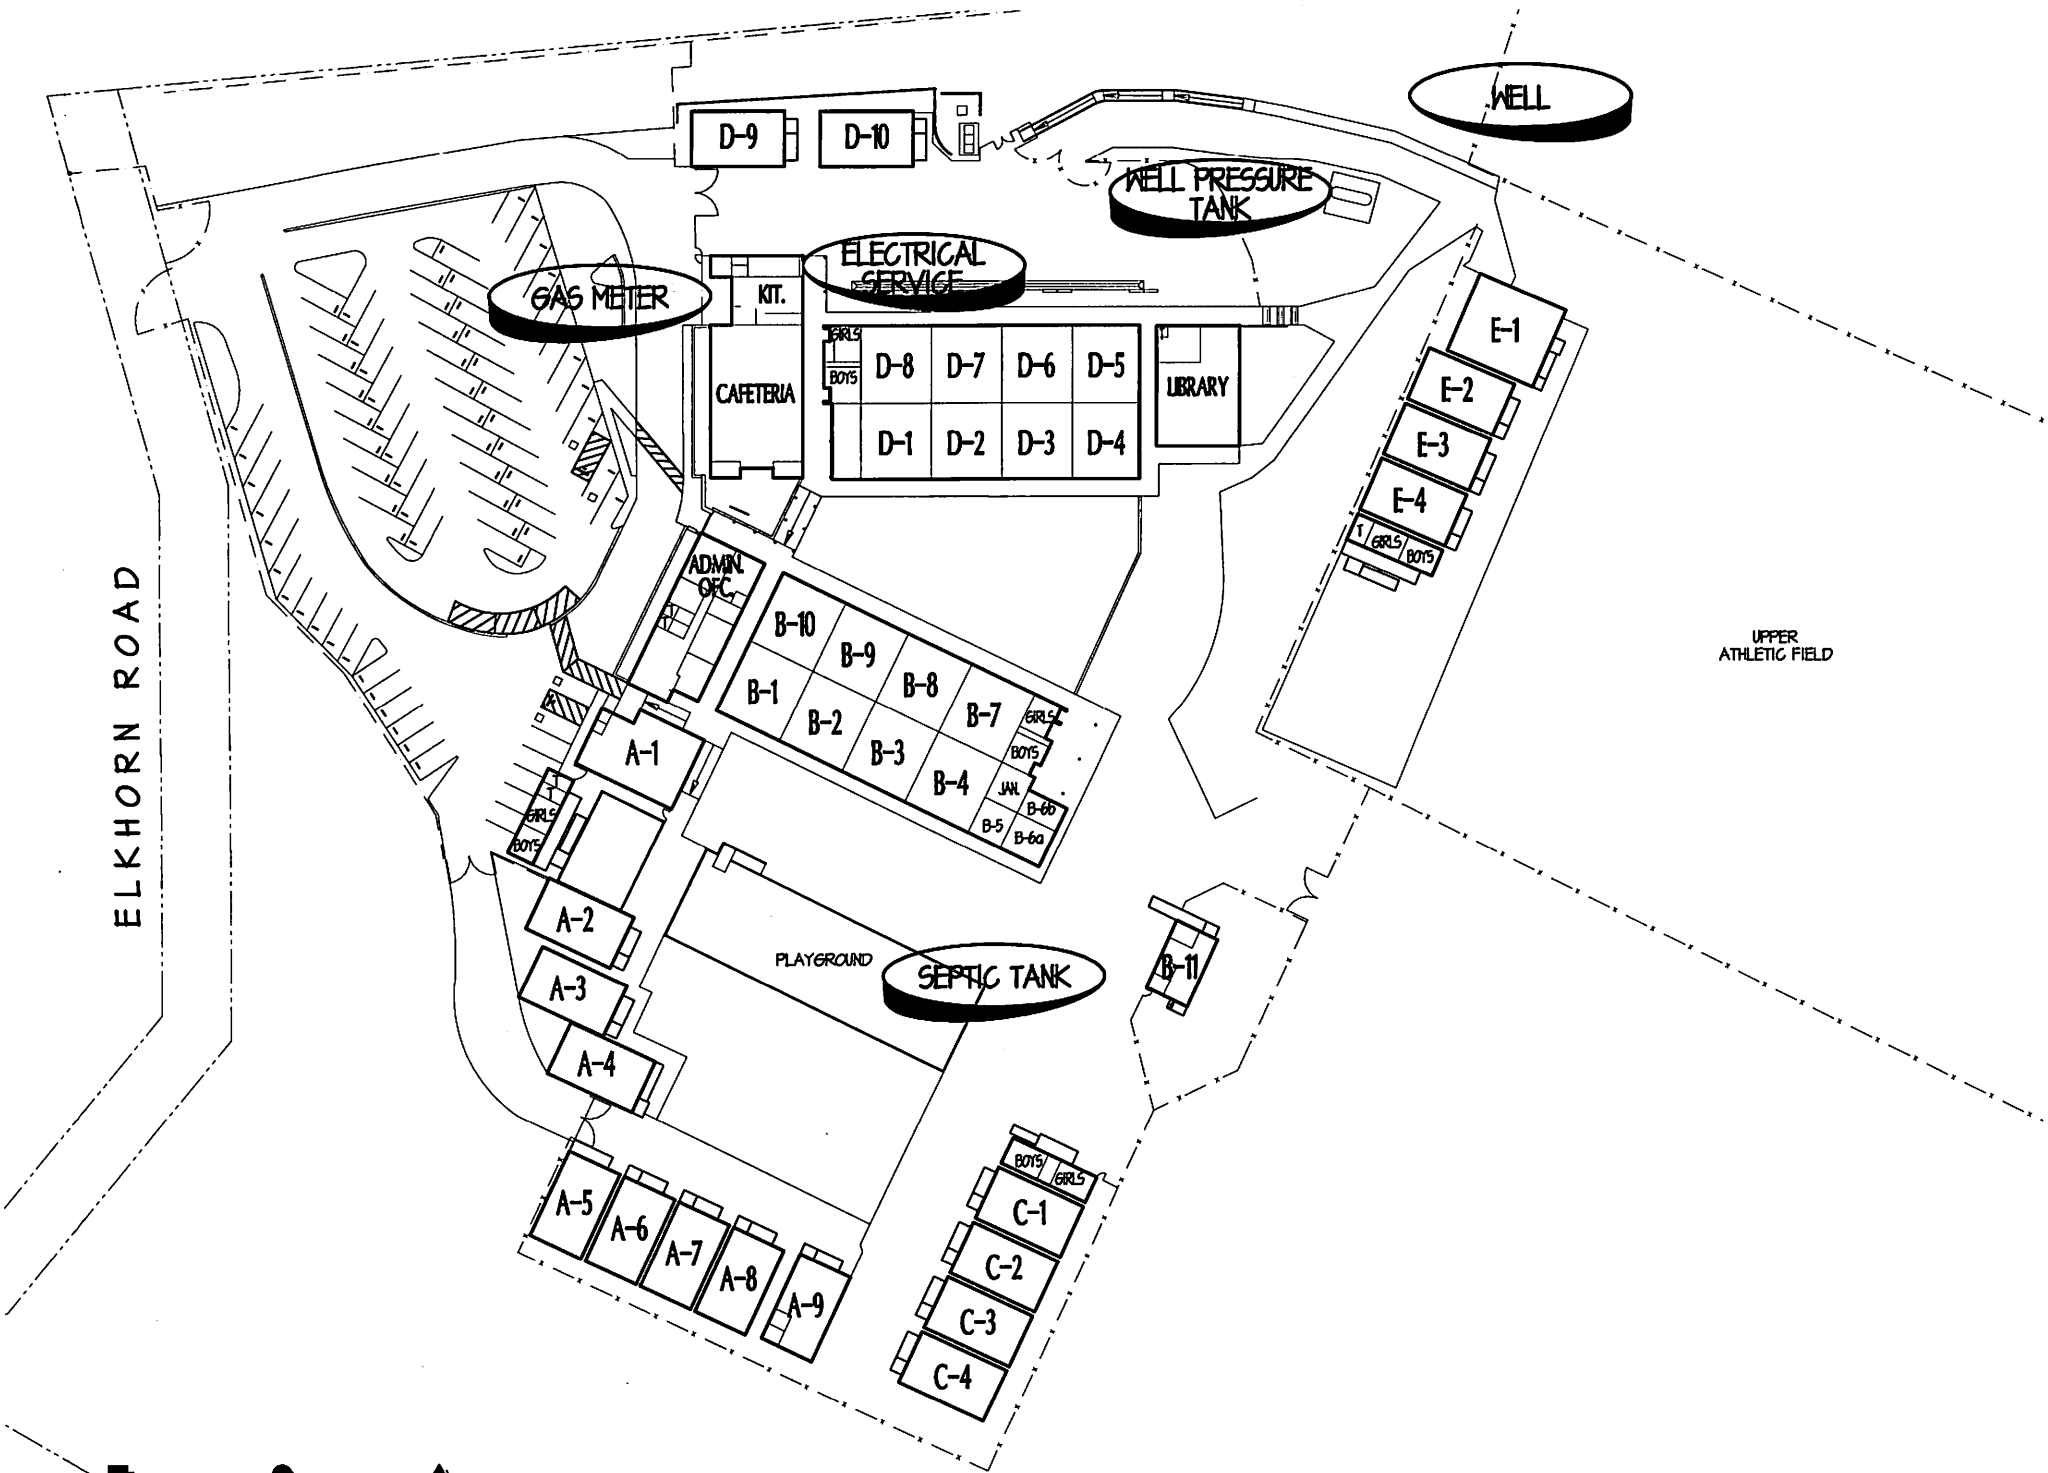 WELL
D-9
D-10
WELL PRESSURE
TANK
ELECTRICAL
SERVICE
GAS METER
KIT.
CAFETERIA
GIRLS
BOYS
D-8
D-7
D-6
D-5
D-1
D-2
D-3
D-4
LIBRARY
E-1
E-2
E-3
E-4
T
GIRLS
BOYS
UPPER
ATHLETIC FIELD
ELKHORN ROAD
ADMIN.
OFC.
B-10
B-9
B-8
B-7
GIRLS
BOYS
B-1
B-2
B-3
B-4
JAN.
B-5
B-6b
B-6a
A-1
T
GIRLS
BOYS
A-2
A-3
A-4
PLAYGROUND
SEPTIC TANK
B-11
A-5
A-6
A-7
A-8
A-9
BOYS
GIRLS
C-1
C-2
C-3
C-4